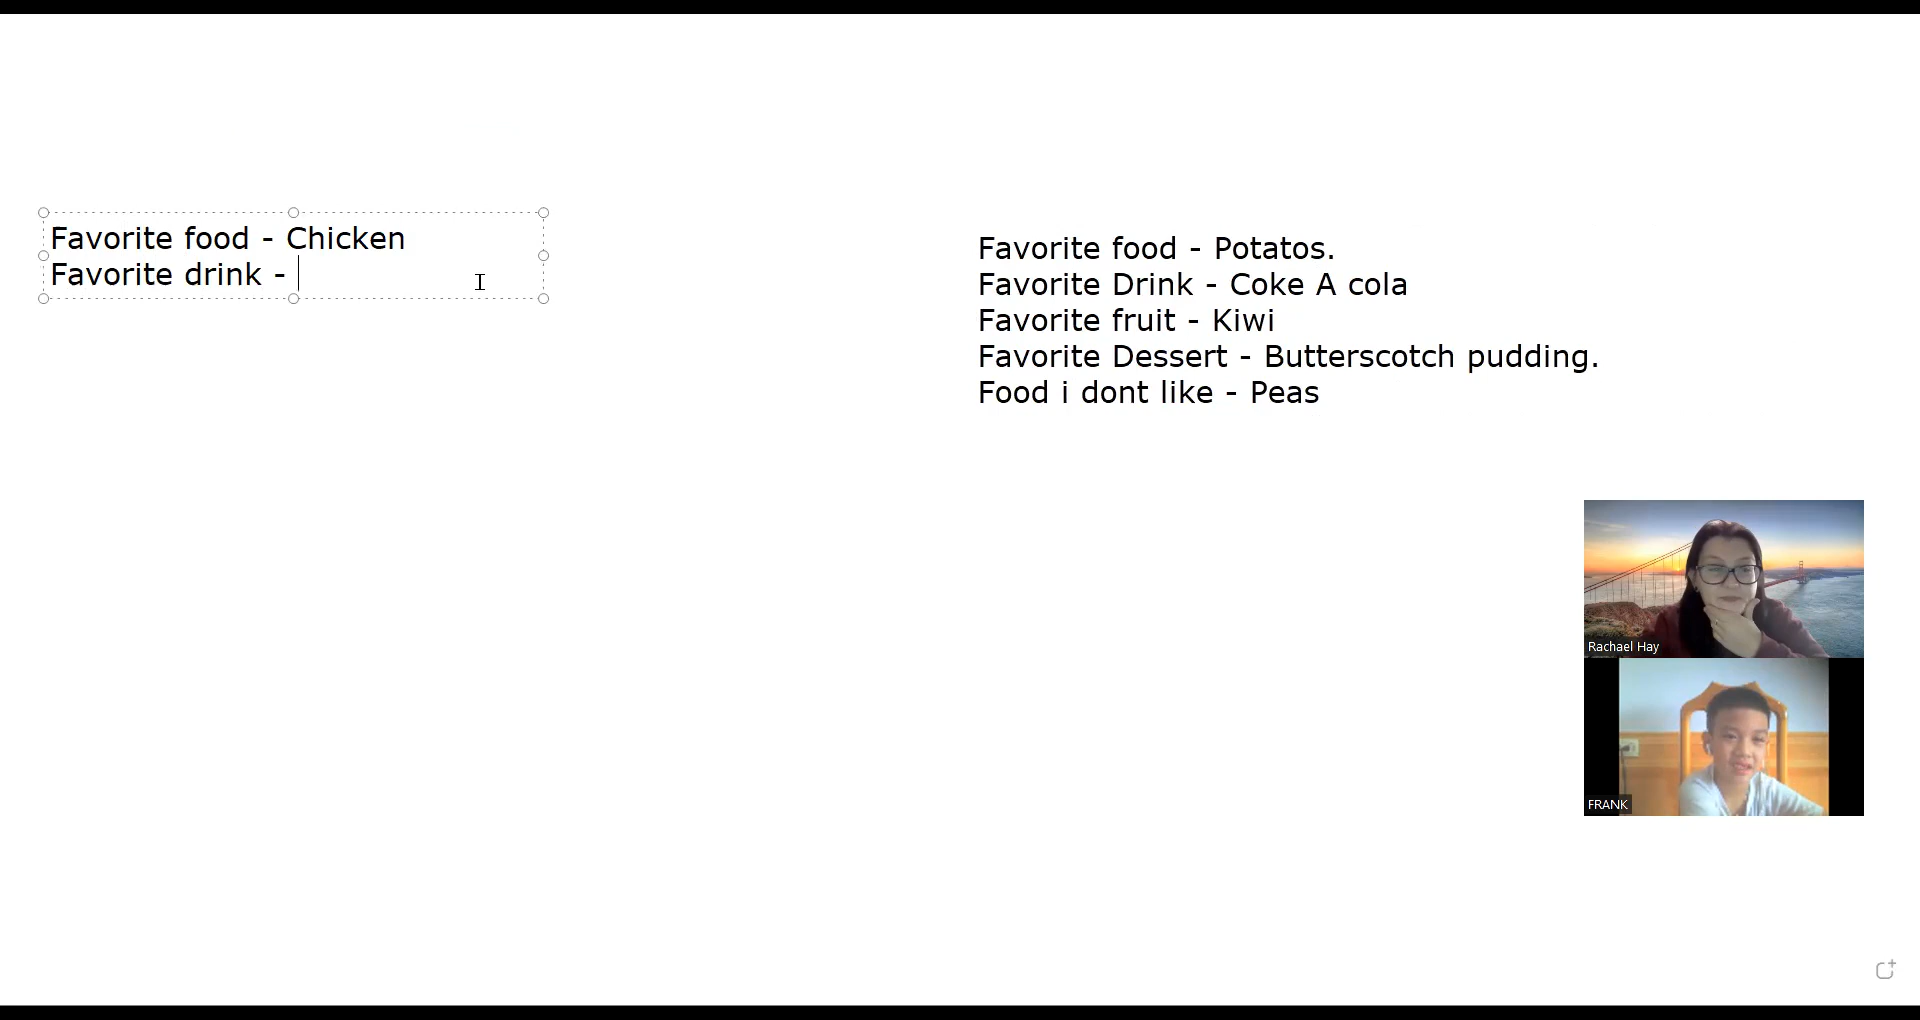 Favorite food - Chicken
Favorite drink -
Favorite food - Potatos.
Favorite Drink - Coke A cola
Favorite fruit - Kiwi
Favorite Dessert - Butterscotch pudding.
Food i dont like - Peas
Rachael Hay
FRANK